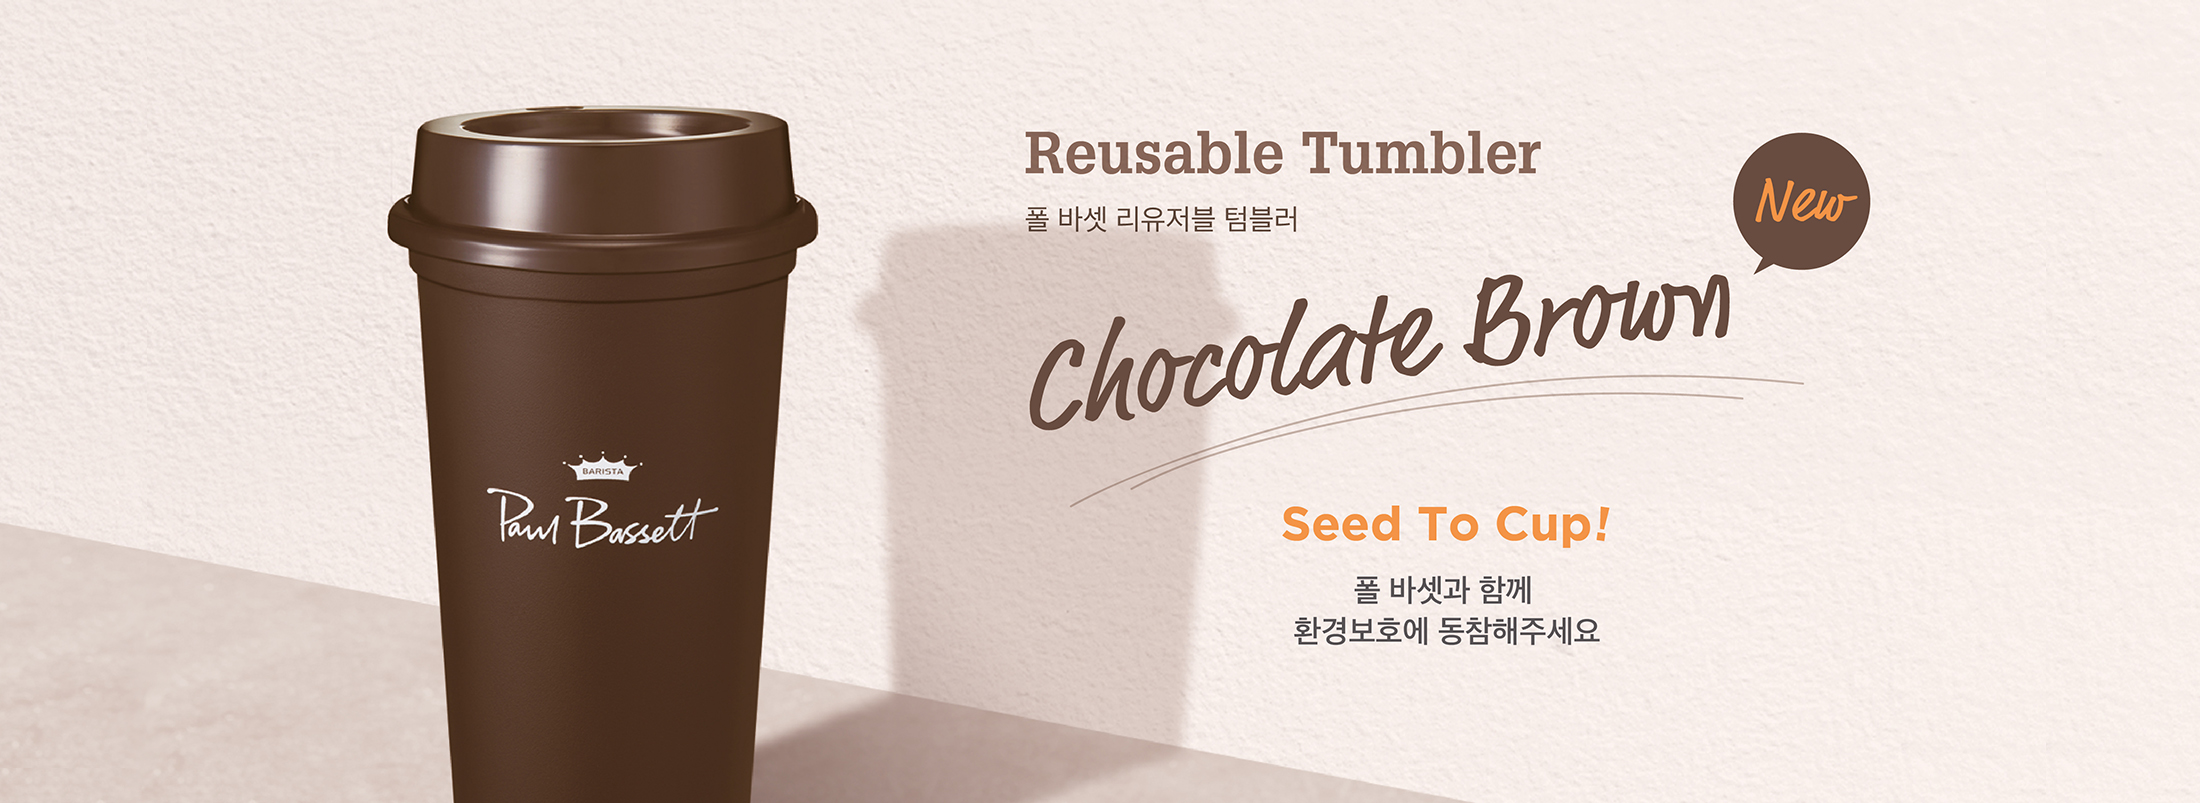 Reusable Tumbler
폴 바셋 리유저블 텀블러
New
Chocolate Brown
BARISTA
Paul Bassett
Seed To Cup!
폴 바셋과 함께
환경보호에 동참해주세요